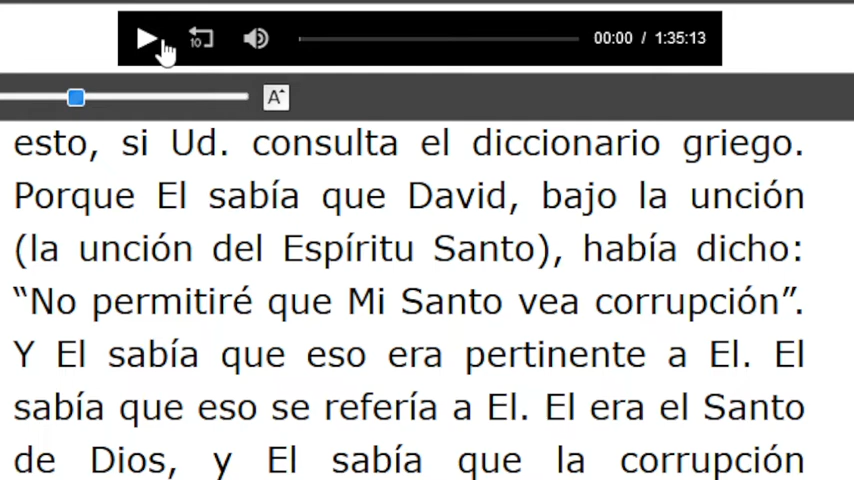 10
00:00 / 1:35:13
A
esto, si Ud. consulta el diccionario griego.
Porque El sabía que David, bajo la unción
(la unción del Espíritu Santo), había dicho:
“No permitiré que Mi Santo vea corrupción”.
Y El sabía que eso era pertinente a El. El
sabía que eso se refería a El. El era el Santo
de Dios, y El sabía que la corrupción